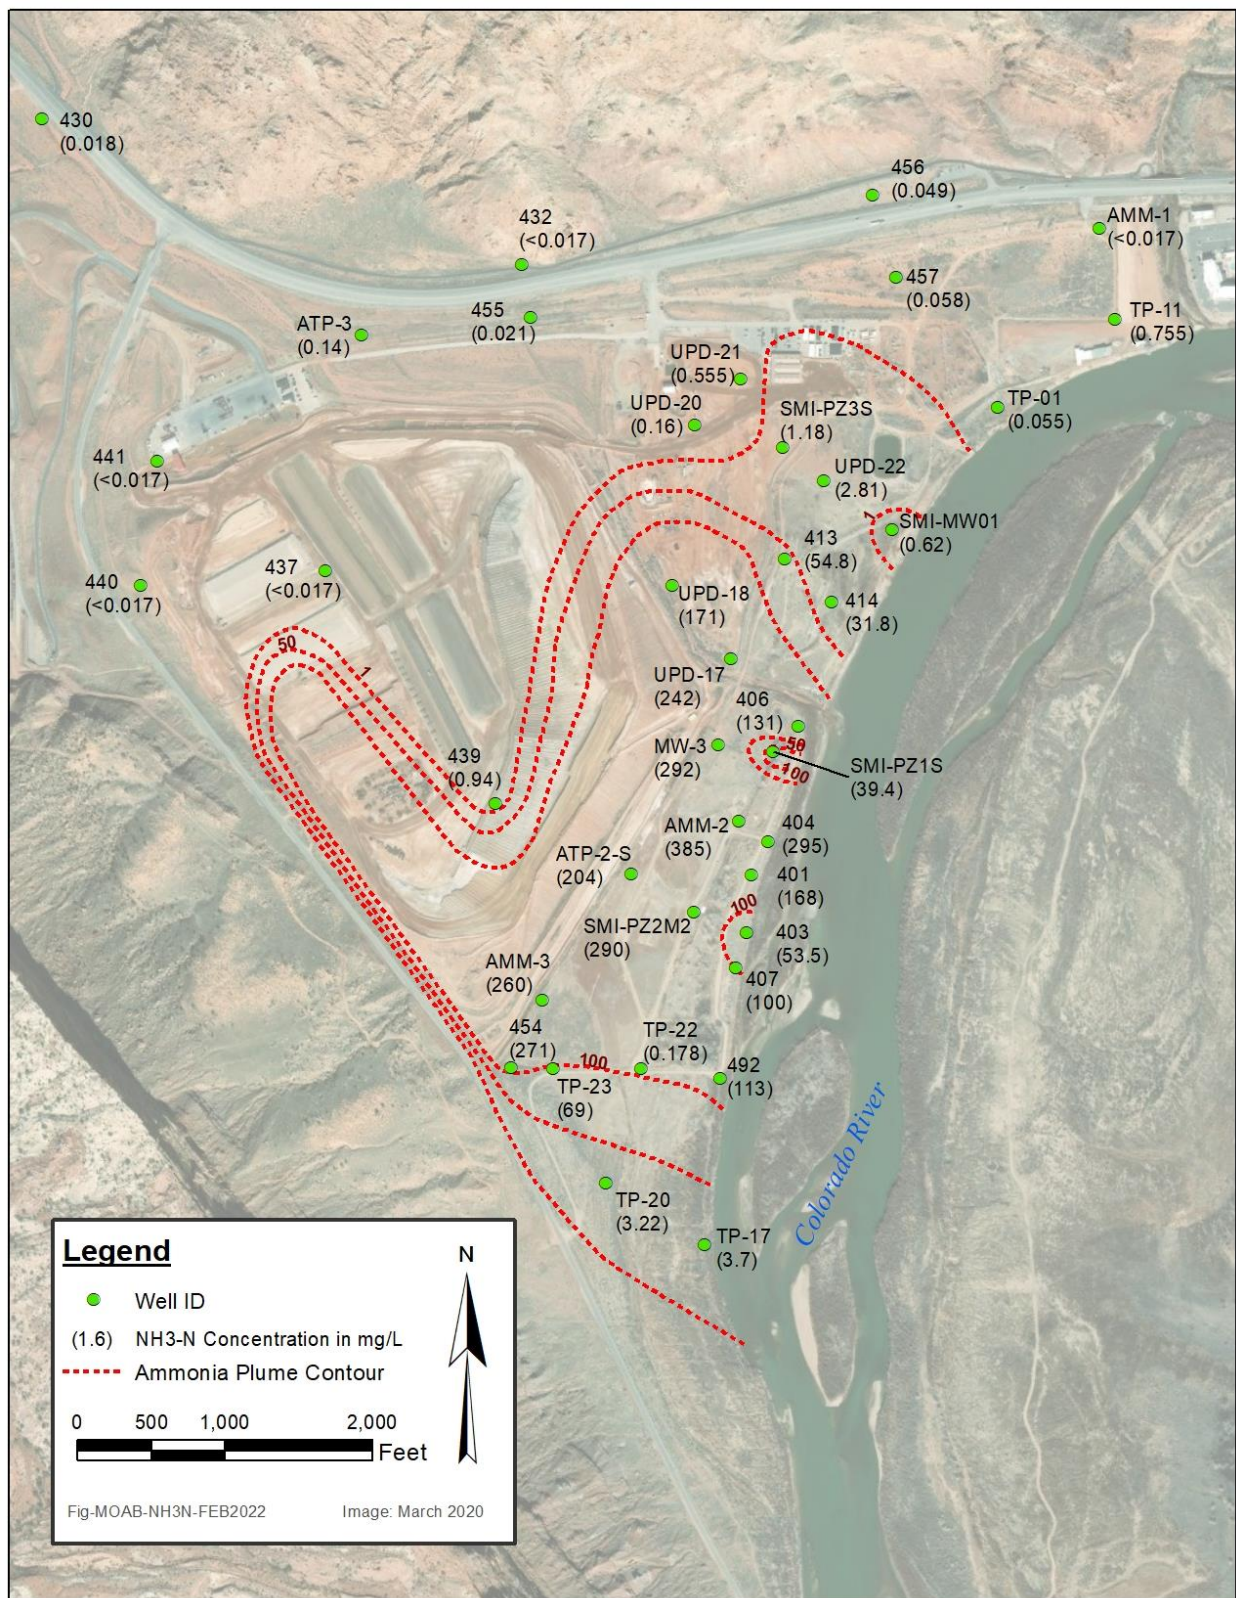 430
(0.018)
456
(0.049)
432
(<0.017)
AMM-1
(<0.017)
457
(0.058)
455
(0.021)
ATP-3
(0.14)
TP-11
(0.755)
UPD-21
(0.555)
UPD-20
(0.16)
SMI-PZ3S
(1.18)
TP-01
(0.055)
441
(<0.017)
UPD-22
(2.81)
1
SMI-MW01
(0.62)
413
(54.8)
440
(<0.017)
437
(<0.017)
UPD-18
(171)
414
(31.8)
50
1
UPD-17
(242)
406
(131)
439
(0.94)
MW-3
(292)
50
100
SMI-PZ1S
(39.4)
AMM-2
(385)
404
(295)
ATP-2-S
(204)
401
(168)
100
SMI-PZ2M2
(290)
403
(53.5)
AMM-3
(260)
407
(100)
454
(271)
100
TP-22
(0.178)
492
(113)
TP-23
(69)
TP-20
(3.22)
TP-17
(3.7)
Colorado River
Legend
N
Well ID
(1.6) NH3-N Concentration in mg/L
Ammonia Plume Contour
0 500 1,000 2,000
Feet
Fig-MOAB-NH3N-FEB2022 Image: March 2020